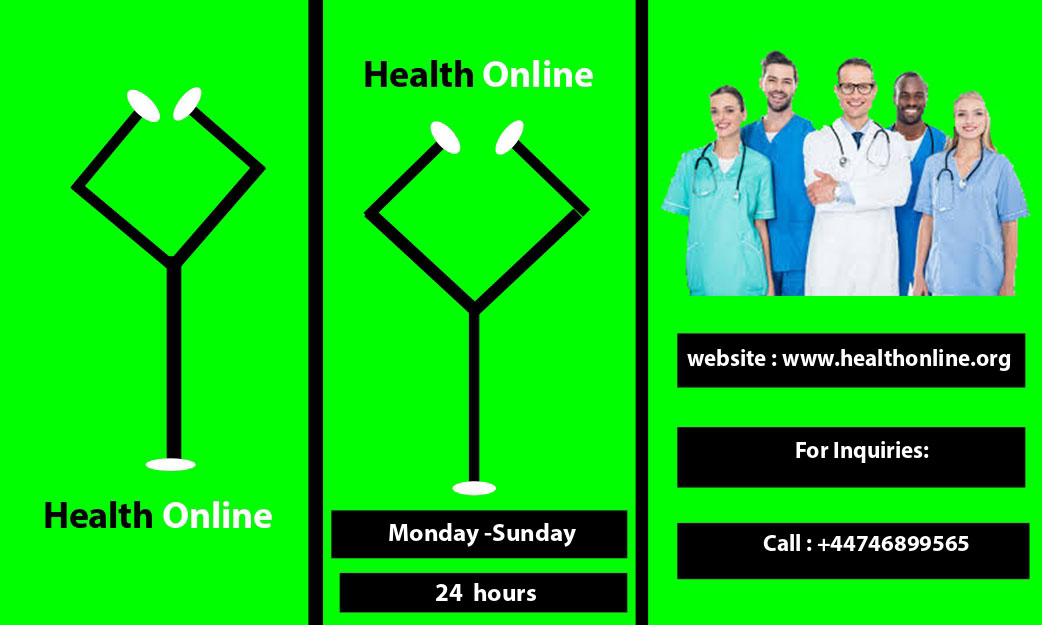 Health Online
Health Online
Monday -Sunday
24 hours
website : www.healthonline.org
For Inquiries:
Call : +44746899565